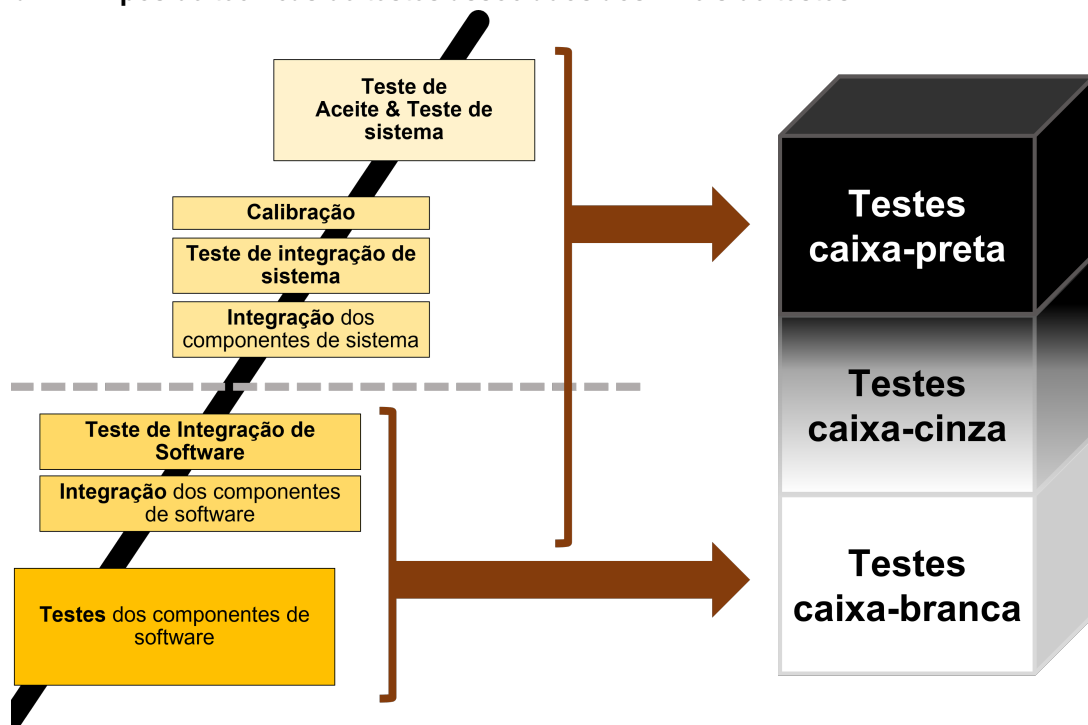 Teste de
Aceite & Teste de
sistema
Calibração
Teste de integração de
sistema
Integração dos
componentes de sistema
Teste de Integração de
Software
Integração dos componentes
de software
Testes dos componentes de
software
Testes
caixa-preta
Testes
caixa-cinza
Testes
caixa-branca